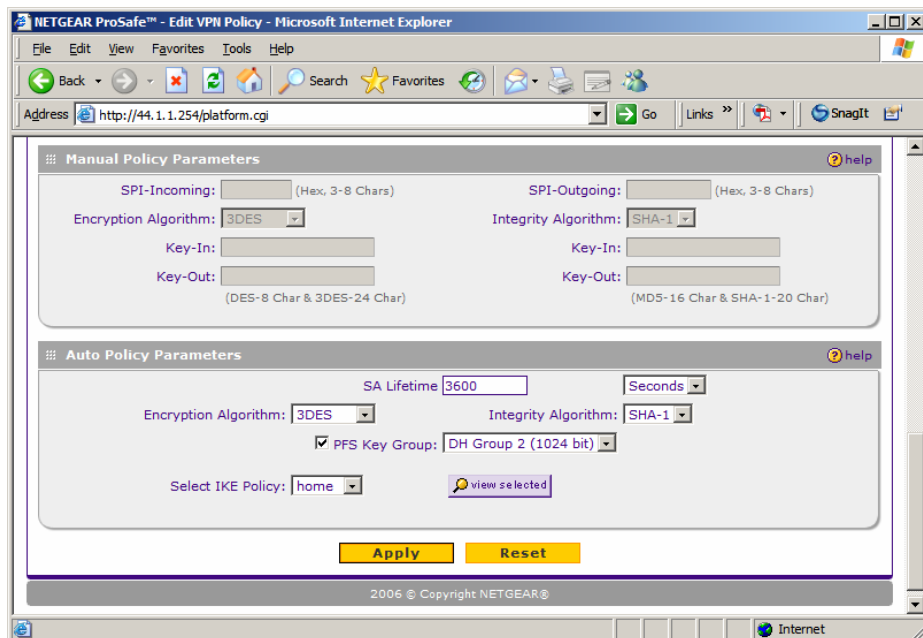 NETGEAR ProSafe™ - Edit VPN Policy - Microsoft Internet Explorer
File Edit View Favorites Tools Help
Back Search Favorites
Address http://44.1.1.254/platform.cgi Go Links » SnagIt
Manual Policy Parameters help
SPI-Incoming: (Hex, 3-8 Chars) SPI-Outgoing: (Hex, 3-8 Chars)
Encryption Algorithm: 3DES Integrity Algorithm: SHA-1
Key-In: Key-In:
Key-Out: Key-Out:
(DES-8 Char & 3DES-24 Char) (MD5-16 Char & SHA-1-20 Char)
Auto Policy Parameters help
SA Lifetime 3600 Seconds
Encryption Algorithm: 3DES Integrity Algorithm: SHA-1
PFS Key Group: DH Group 2 (1024 bit)
Select IKE Policy: home view selected
Apply Reset
2006 © Copyright NETGEAR®
Internet